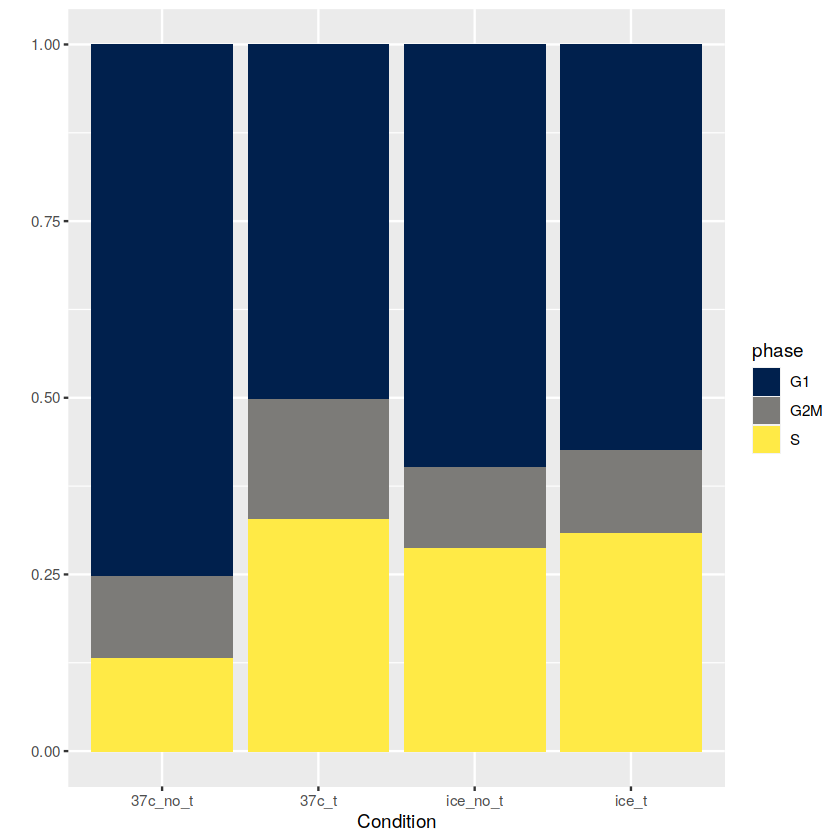 1.00
0.75
0.50
0.25
0.00
37c_no_t
37c_t
ice_no_t
ice_t
Condition
phase
G1
G2M
S